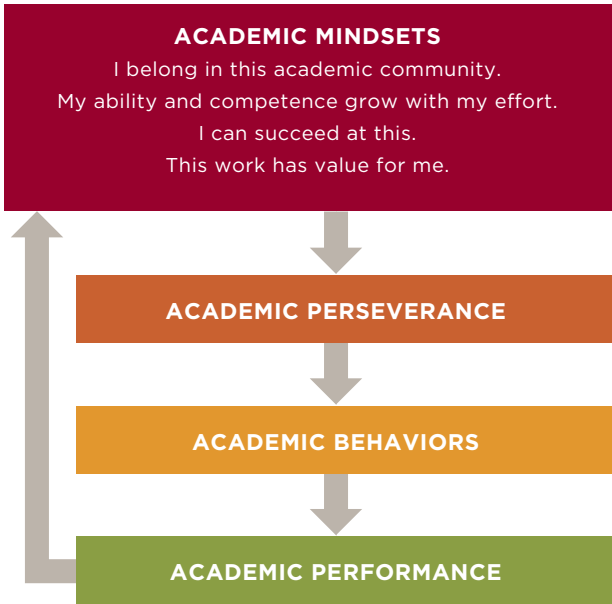 ACADEMIC MINDSETS
I belong in this academic community.
My ability and competence grow with my effort.
I can succeed at this.
This work has value for me.
ACADEMIC PERSEVERANCE
ACADEMIC BEHAVIORS
ACADEMIC PERFORMANCE